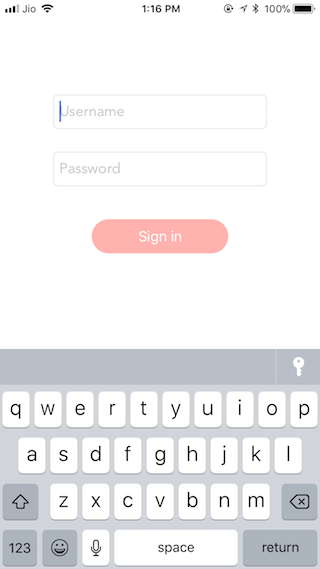 Jio 1:16 PM 100%
Username
Password
Sign in
q w e r t y u i o p
a s d f g h j k l
z x c v b n m
123 space return